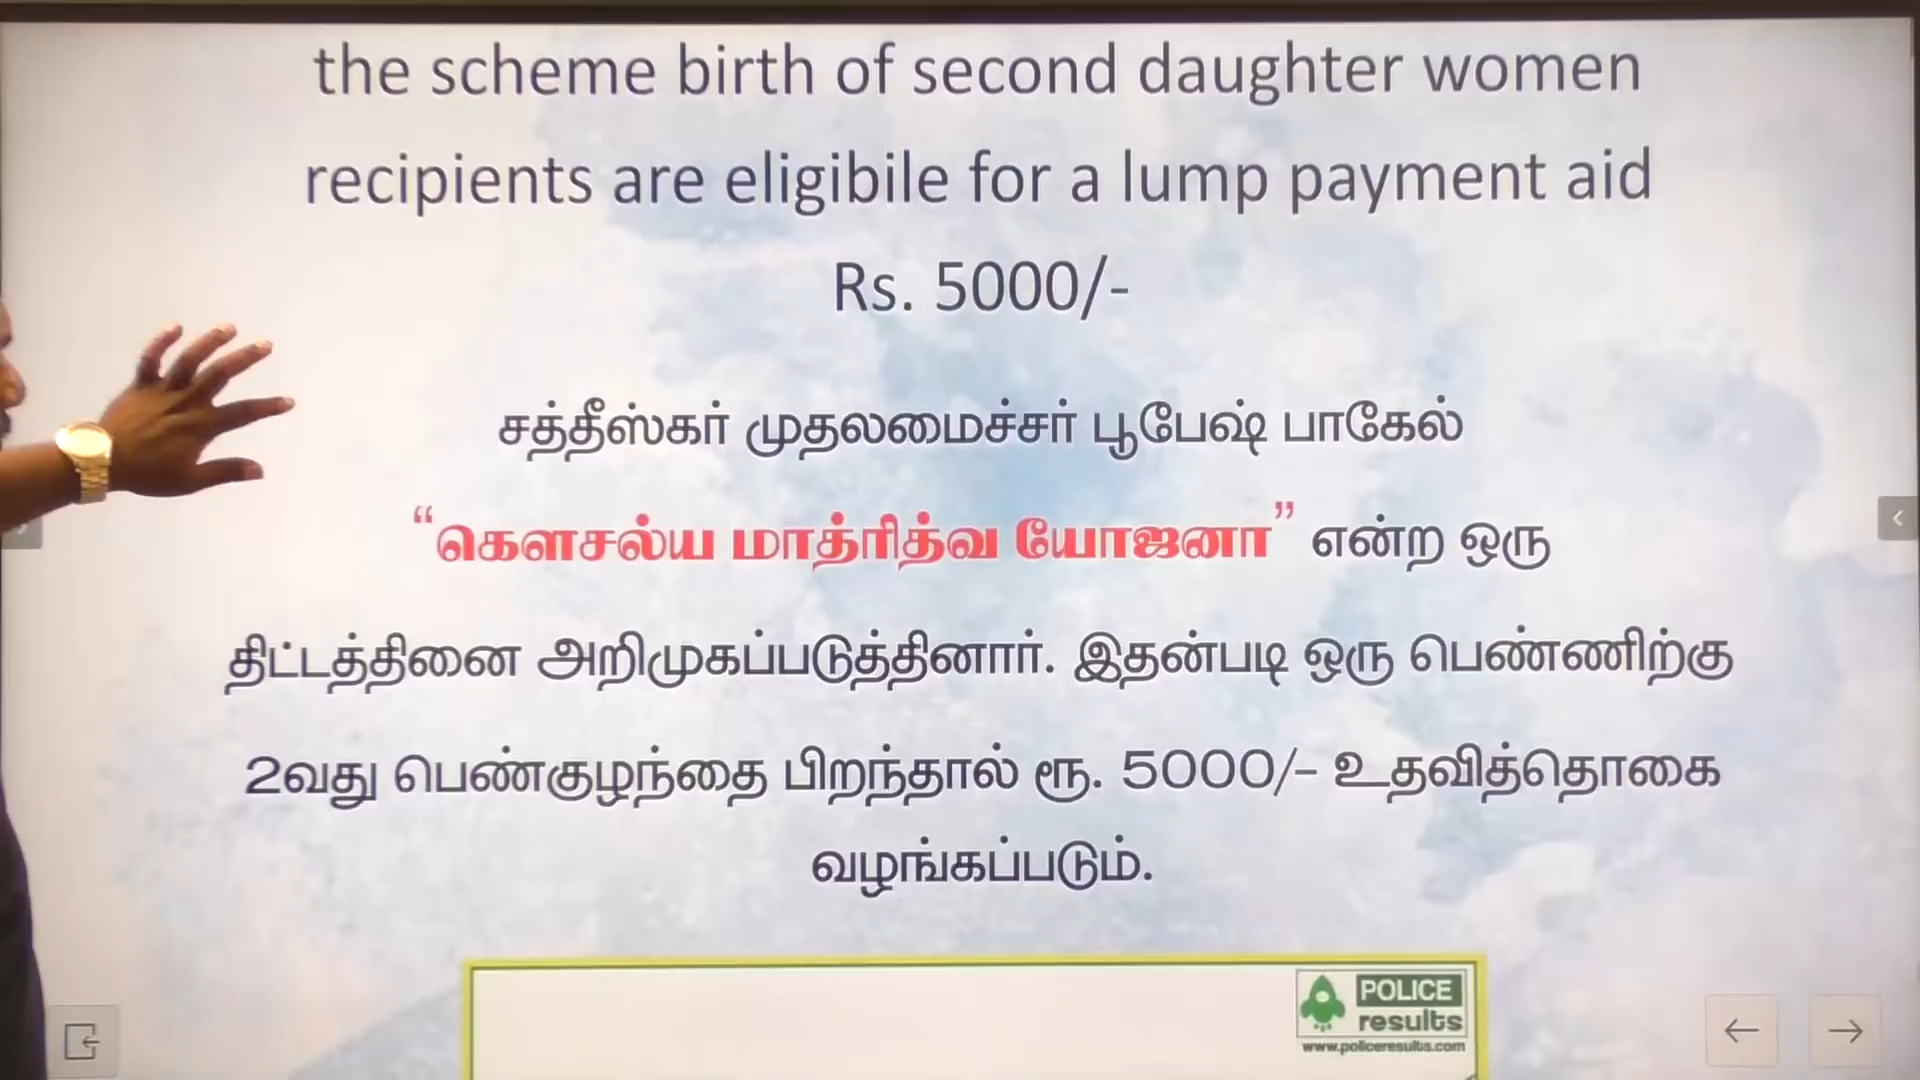 the scheme birth of second daughter women
recipients are eligibile for a lump payment aid
Rs. 5000/-
சத்தீஸ்கர் முதலமைச்சர் பூபேஷ் பாகேல்
“கௌசல்ய மாத்ரித்வ யோஜனா” என்ற ஒரு
திட்டத்தினை அறிமுகப்படுத்தினார். இதன்படி ஒரு பெண்ணிற்கு
2வது பெண்குழந்தை பிறந்தால் ரூ. 5000/- உதவித்தொகை
வழங்கப்படும்.
POLICE
results
www.policeresults.com